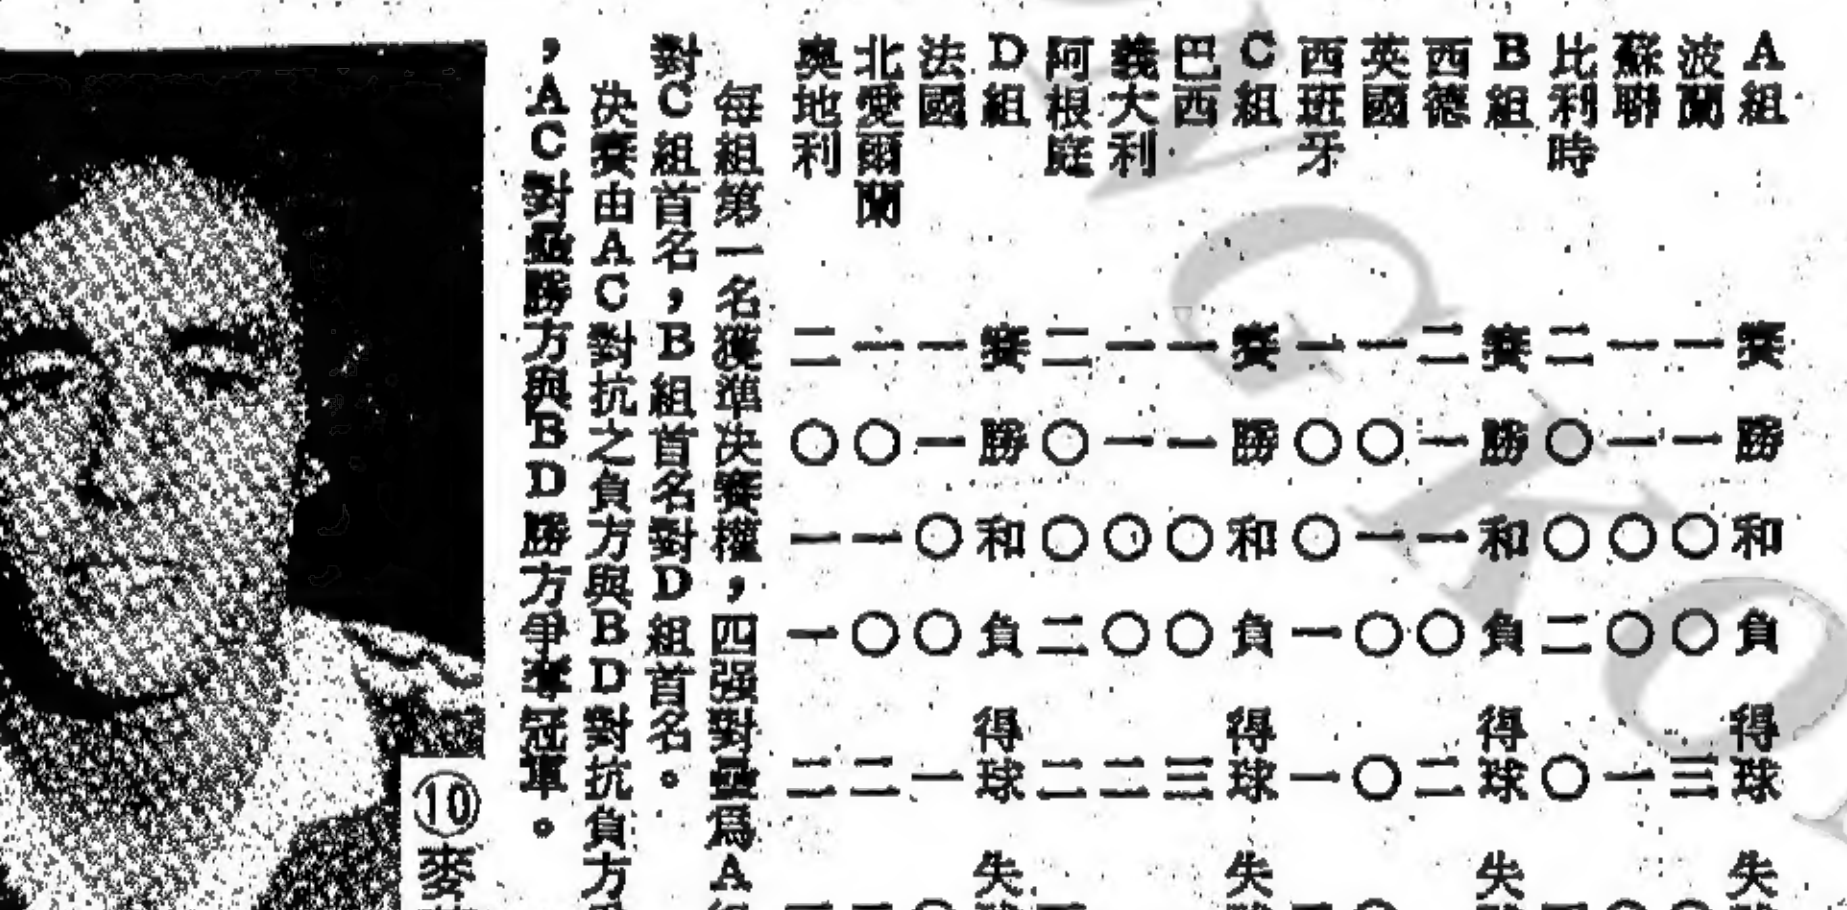 A組 賽 勝 和 負 得球 失
波蘭 一 一 〇 〇 三
蘇聯 一 一 〇 〇 一
比利時 二 〇 〇 二 〇
B組 賽 勝 和 負 得球 失
西德 二 一 一 〇 二
英國 一 〇 一 〇 〇
西班牙 一 〇 〇 一 一
C組 賽 勝 和 負 得球 失
巴西 一 一 〇 〇 三
義大利 一 一 〇 〇 二
阿根庭 二 〇 〇 二 二
D組 賽 勝 和 負 得球 失
法國 一 一 〇 〇 一
北愛爾蘭 一 〇 一 〇 二
奧地利 二 〇 一 一 二
每組第一名獲準决賽權,四强對壘爲A
對C組首名,B組首名對D組首名。
决賽由AC對抗之負方與BD對抗負方
,AC對壘勝方與BD勝方爭奪冠軍。
⑩麥